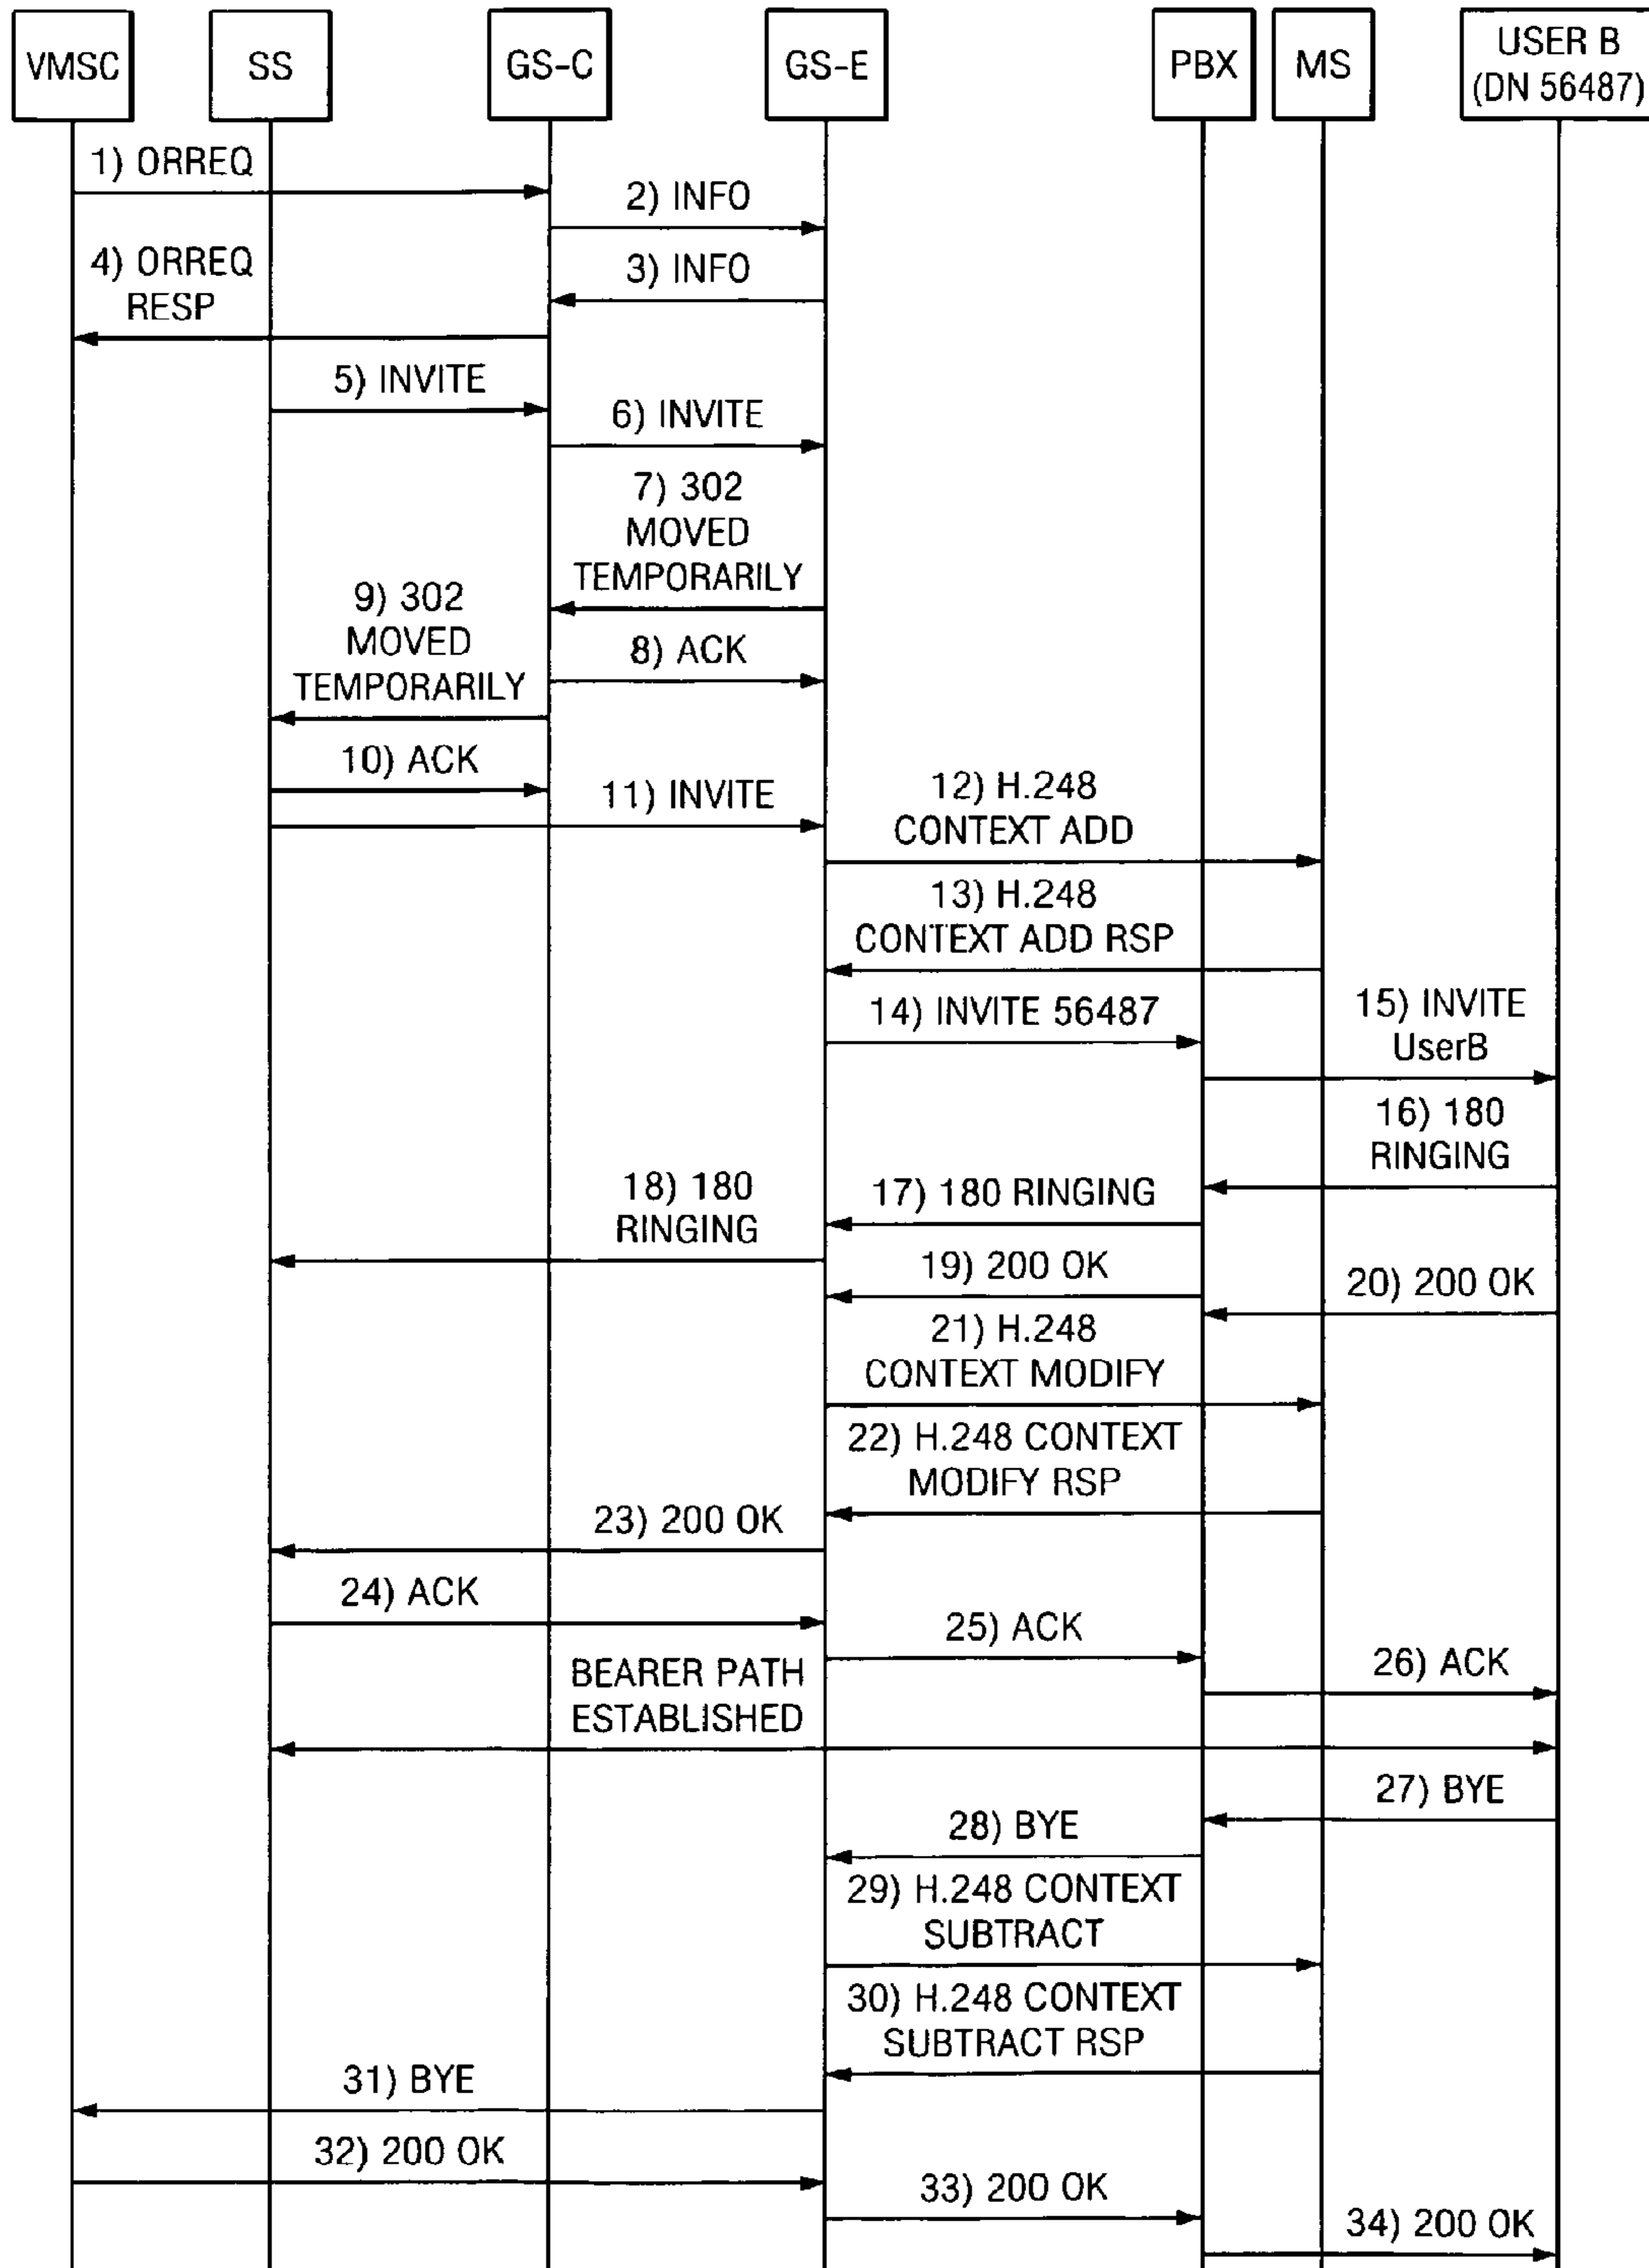 VMSC
SS
GS-C
GS-E
PBX
MS
USER B
(DN 56487)
1) ORREQ
2) INFO
3) INFO
4) ORREQ
RESP
5) INVITE
6) INVITE
7) 302
MOVED
TEMPORARILY
8) ACK
9) 302
MOVED
TEMPORARILY
10) ACK
11) INVITE
12) H.248
CONTEXT ADD
13) H.248
CONTEXT ADD RSP
14) INVITE 56487
15) INVITE
UserB
16) 180
RINGING
17) 180 RINGING
18) 180
RINGING
19) 200 OK
20) 200 OK
21) H.248
CONTEXT MODIFY
22) H.248 CONTEXT
MODIFY RSP
23) 200 OK
24) ACK
25) ACK
26) ACK
BEARER PATH
ESTABLISHED
27) BYE
28) BYE
29) H.248 CONTEXT
SUBTRACT
30) H.248 CONTEXT
SUBTRACT RSP
31) BYE
32) 200 OK
33) 200 OK
34) 200 OK